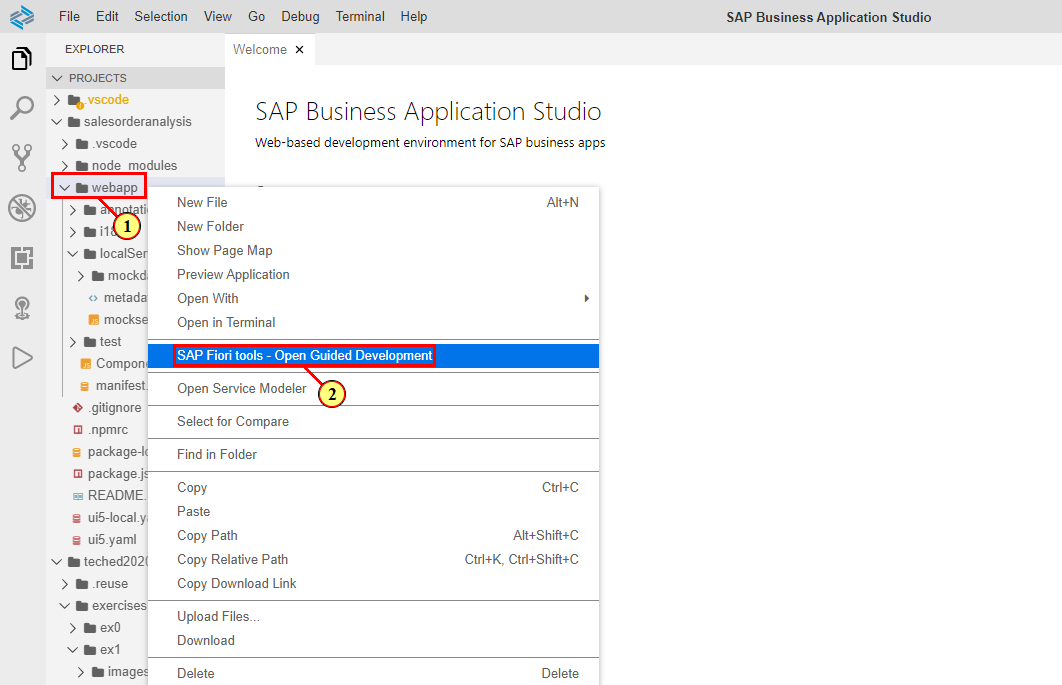 File Edit Selection View Go Debug Terminal Help
SAP Business Application Studio
EXPLORER
Welcome
PROJECTS
.vscode
salesorderanalysis
.vscode
node_modules
webapp
1
i18
localSer
mockda
metada
mockse
test
Compone
manifest.
.gitignore
.npmrc
package-lo
package.js
README.
ui5-local.ya
ui5.yaml
teched2020
.reuse
exercises
ex0
ex1
images
SAP Business Application Studio
Web-based development environment for SAP business apps
New File Alt+N
New Folder
Show Page Map
Preview Application
Open With
Open in Terminal
SAP Fiori tools - Open Guided Development
2
Open Service Modeler
Select for Compare
Find in Folder
Copy Ctrl+C
Paste
Copy Path Alt+Shift+C
Copy Relative Path Ctrl+K, Ctrl+Shift+C
Copy Download Link
Upload Files...
Download
Delete Delete